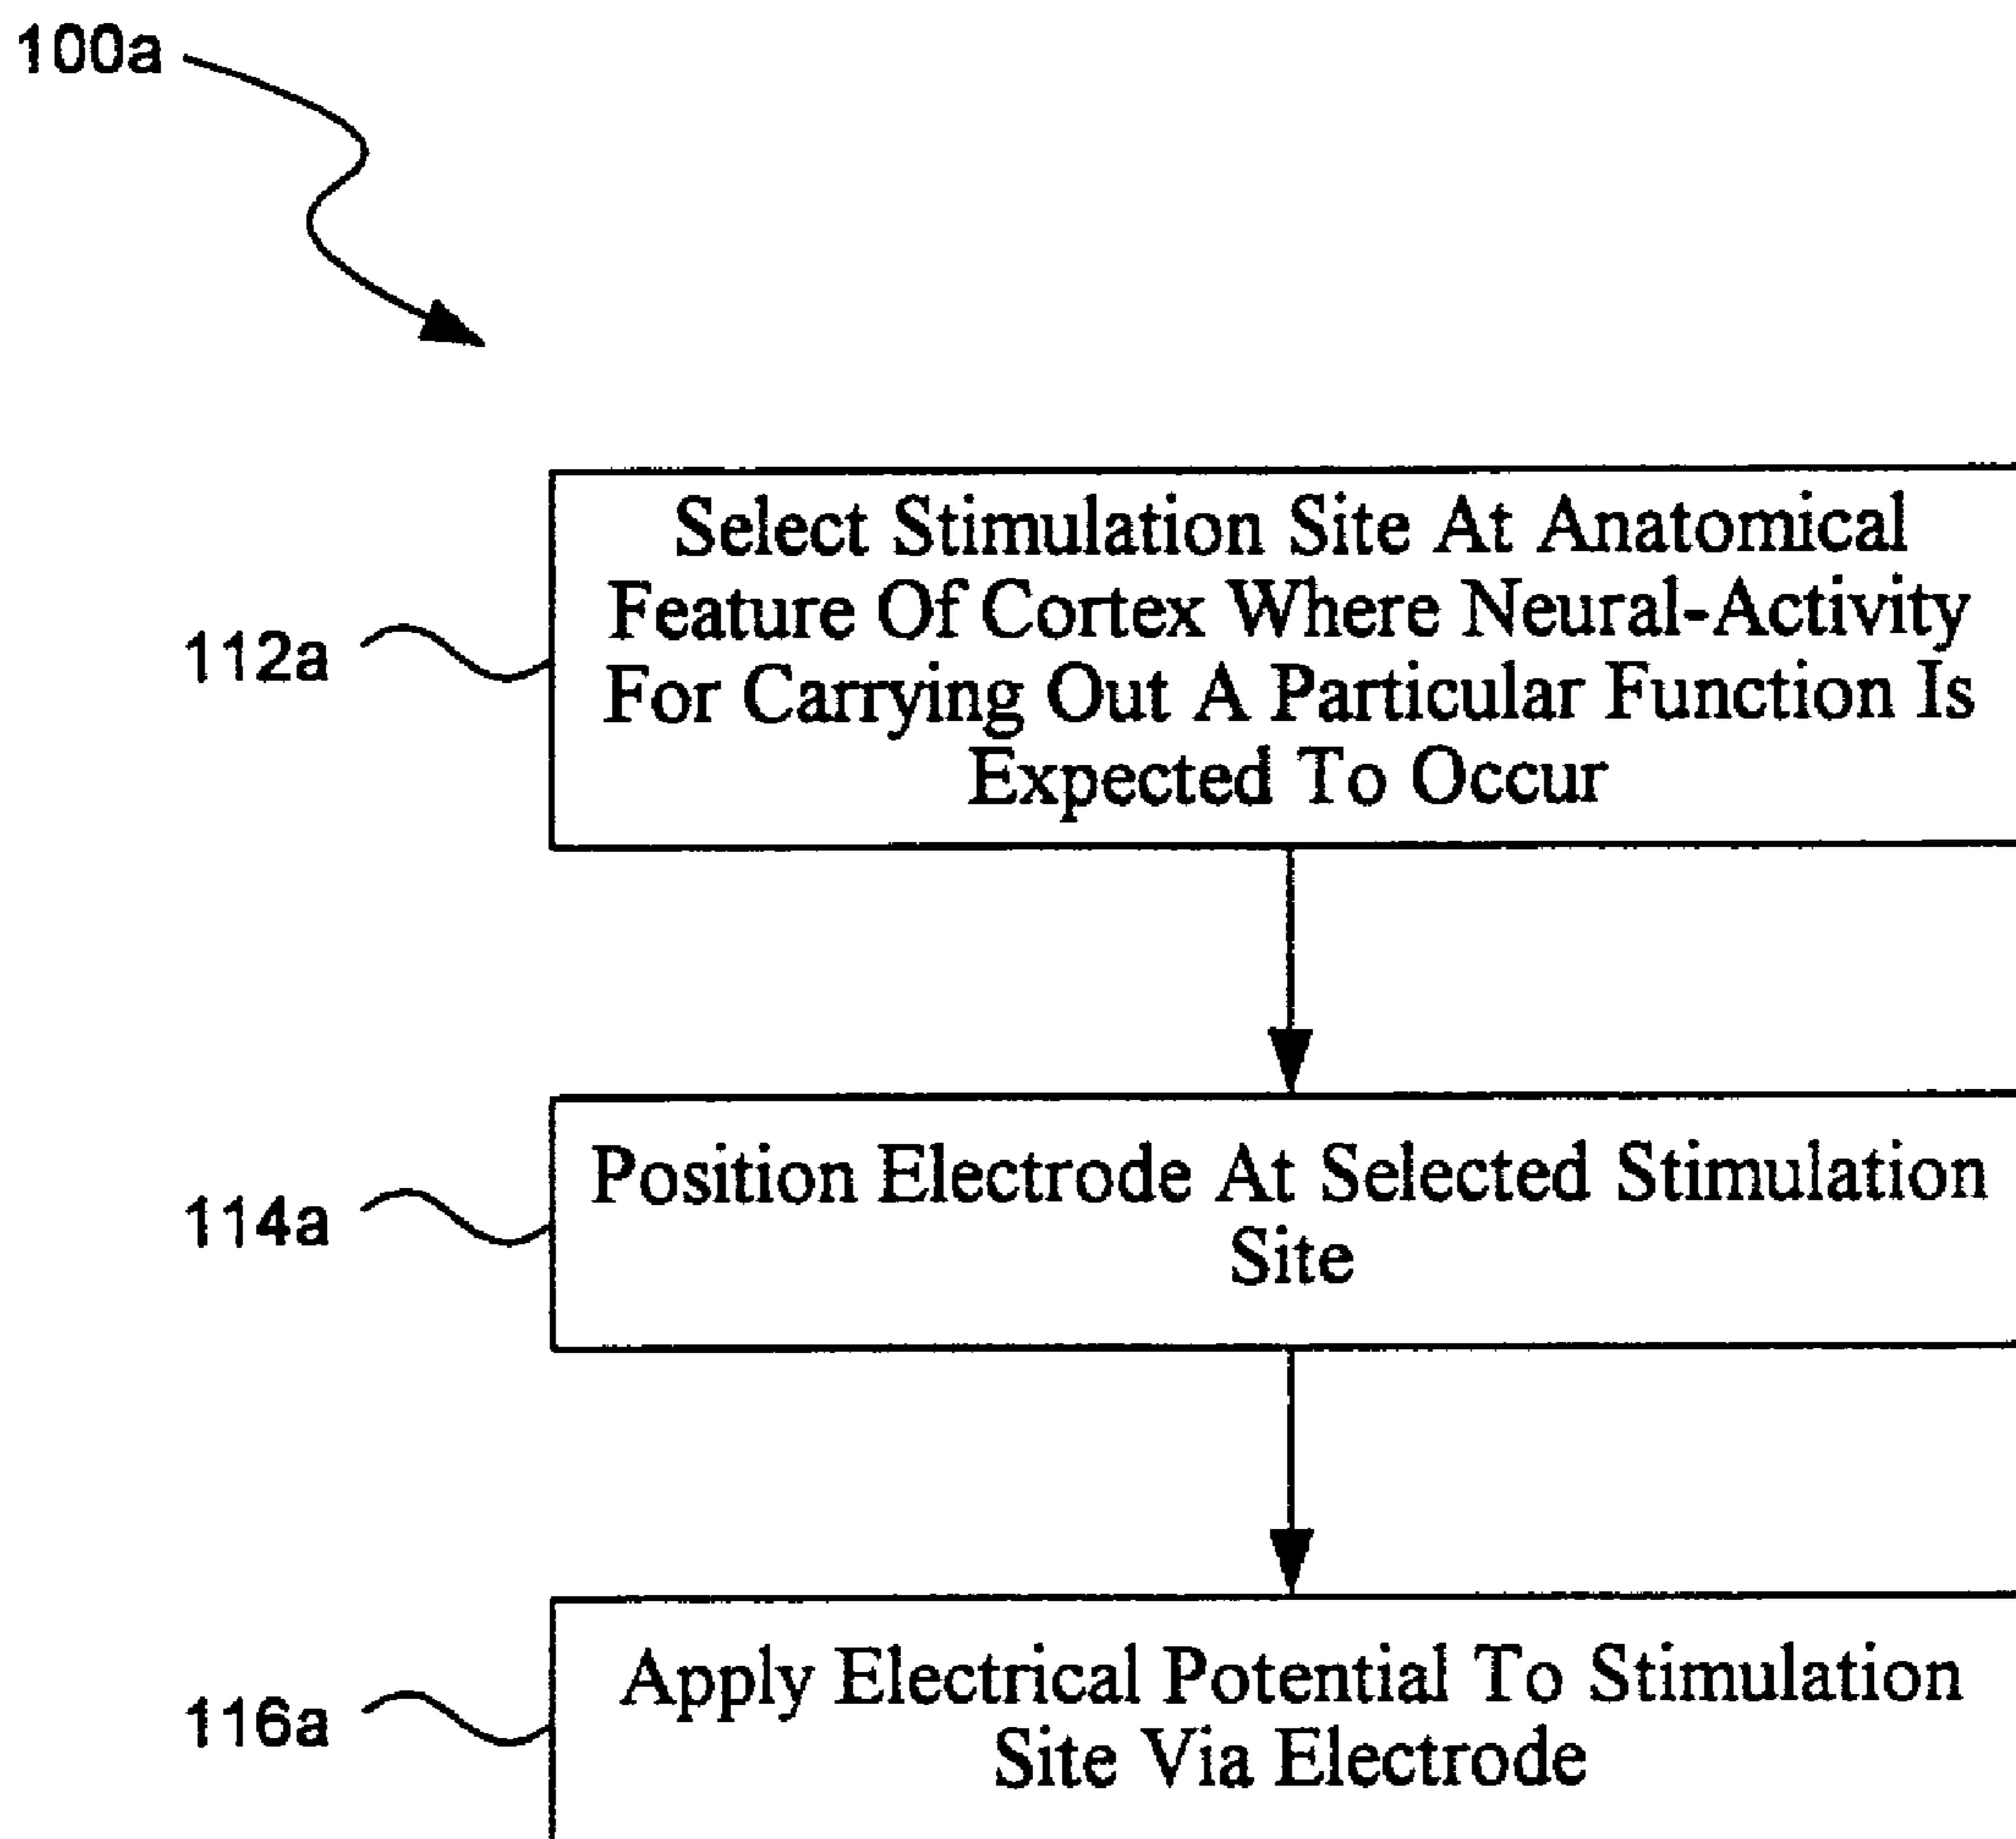 100a
Select Stimulation Site At Anatomical
Feature Of Cortex Where Neural-Activity
For Carrying Out A Particular Function Is
Expected To Occur
112a
Position Electrode At Selected Stimulation
Site
114a
Apply Electrical Potential To Stimulation
Site Via Electrode
116a